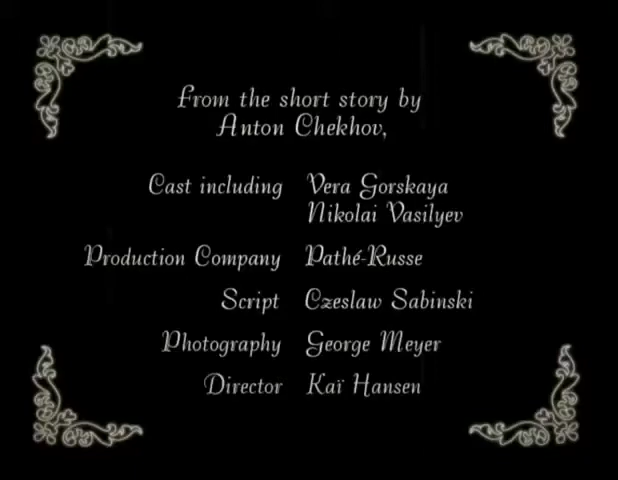 From the short story by
Anton Chekhov,
Cast including Vera Gorskaya
Nikolai Vasilyev
Production Company Pathé-Russe
Script Czeslaw Sabinski
Photography George Meyer
Director Kaï Hansen